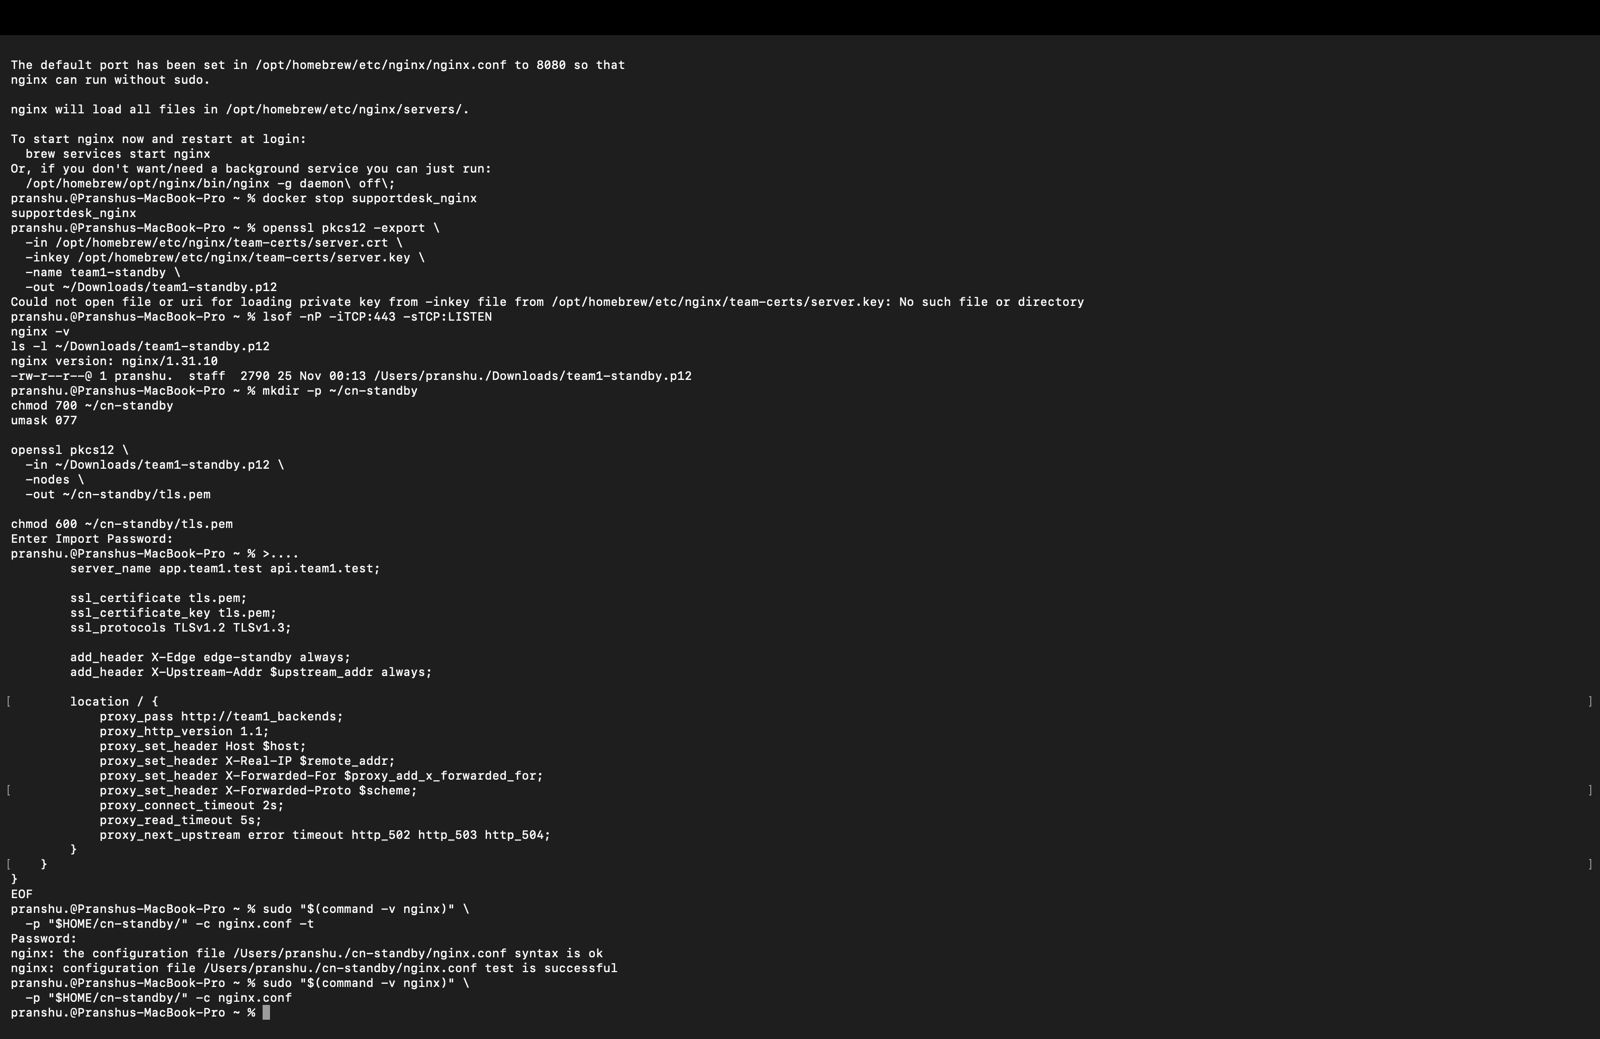 The default port has been set in /opt/homebrew/etc/nginx/nginx.conf to 8080 so that
nginx can run without sudo.

nginx will load all files in /opt/homebrew/etc/nginx/servers/.

To start nginx now and restart at login:
  brew services start nginx
Or, if you don't want/need a background service you can just run:
  /opt/homebrew/opt/nginx/bin/nginx -g daemon\ off\;
pranshu.@Pranshus-MacBook-Pro ~ % docker stop supportdesk_nginx
supportdesk_nginx
pranshu.@Pranshus-MacBook-Pro ~ % openssl pkcs12 -export \
  -in /opt/homebrew/etc/nginx/team-certs/server.crt \
  -inkey /opt/homebrew/etc/nginx/team-certs/server.key \
  -name team1-standby \
  -out ~/Downloads/team1-standby.p12
Could not open file or uri for loading private key from -inkey file from /opt/homebrew/etc/nginx/team-certs/server.key: No such file or directory
pranshu.@Pranshus-MacBook-Pro ~ % lsof -nP -iTCP:443 -sTCP:LISTEN
nginx -v
ls -l ~/Downloads/team1-standby.p12
nginx version: nginx/1.31.10
-rw-r--r--@ 1 pranshu.  staff  2790 25 Nov 00:13 /Users/pranshu./Downloads/team1-standby.p12
pranshu.@Pranshus-MacBook-Pro ~ % mkdir -p ~/cn-standby
chmod 700 ~/cn-standby
umask 077

openssl pkcs12 \
  -in ~/Downloads/team1-standby.p12 \
  -nodes \
  -out ~/cn-standby/tls.pem

chmod 600 ~/cn-standby/tls.pem
Enter Import Password:
pranshu.@Pranshus-MacBook-Pro ~ % >....
        server_name app.team1.test api.team1.test;

        ssl_certificate tls.pem;
        ssl_certificate_key tls.pem;
        ssl_protocols TLSv1.2 TLSv1.3;

        add_header X-Edge edge-standby always;
        add_header X-Upstream-Addr $upstream_addr always;

[        location / {                                                                                                    ]
            proxy_pass http://team1_backends;
            proxy_http_version 1.1;
            proxy_set_header Host $host;
            proxy_set_header X-Real-IP $remote_addr;
            proxy_set_header X-Forwarded-For $proxy_add_x_forwarded_for;
[            proxy_set_header X-Forwarded-Proto $scheme;                                                                 ]
            proxy_connect_timeout 2s;
            proxy_read_timeout 5s;
            proxy_next_upstream error timeout http_502 http_503 http_504;
        }
[    }                                                                                                                   ]
}
EOF
pranshu.@Pranshus-MacBook-Pro ~ % sudo "$(command -v nginx)" \
  -p "$HOME/cn-standby/" -c nginx.conf -t
Password:
nginx: the configuration file /Users/pranshu./cn-standby/nginx.conf syntax is ok
nginx: configuration file /Users/pranshu./cn-standby/nginx.conf test is successful
pranshu.@Pranshus-MacBook-Pro ~ % sudo "$(command -v nginx)" \
  -p "$HOME/cn-standby/" -c nginx.conf
pranshu.@Pranshus-MacBook-Pro ~ %